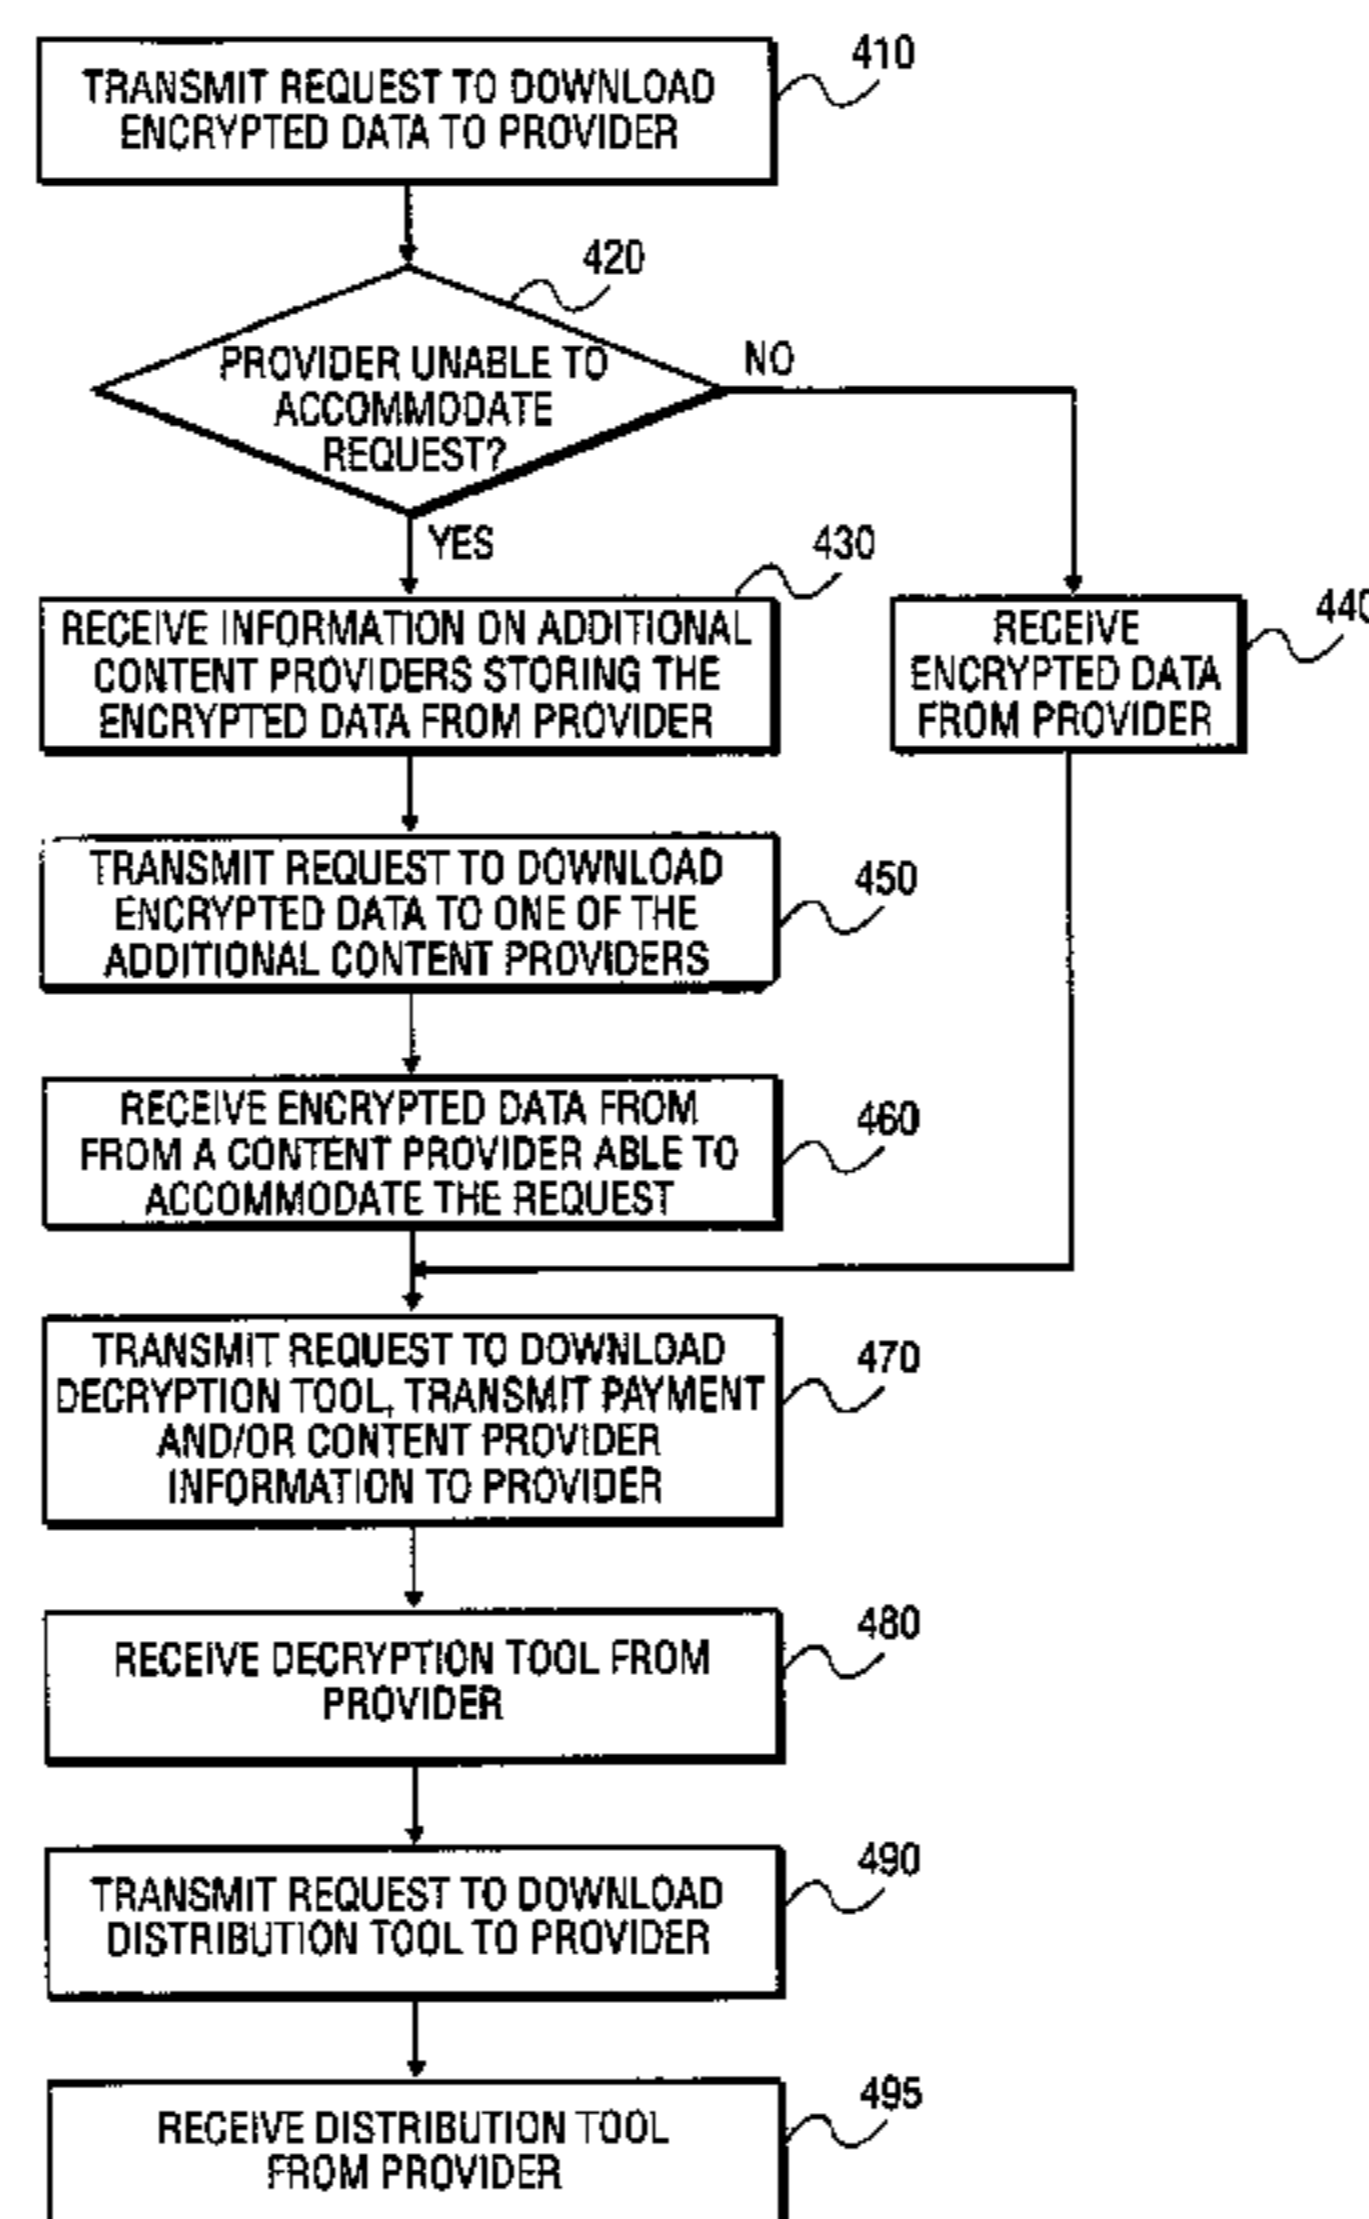 410
TRANSMIT REQUEST TO DOWNLOAD
ENCRYPTED DATA TO PROVIDER
420
PROVIDER UNABLE TO
ACCOMMODATE
REQUEST?
NO
YES
430
RECEIVE INFORMATION ON ADDITIONAL
CONTENT PROVIDERS STORING THE
ENCRYPTED DATA FROM PROVIDER
440
RECEIVE
ENCRYPTED DATA
FROM PROVIDER
450
TRANSMIT REQUEST TO DOWNLOAD
ENCRYPTED DATA TO ONE OF THE
ADDITIONAL CONTENT PROVIDERS
460
RECEIVE ENCRYPTED DATA FROM
FROM A CONTENT PROVIDER ABLE TO
ACCOMMODATE THE REQUEST
470
TRANSMIT REQUEST TO DOWNLOAD
DECRYPTION TOOL, TRANSMIT PAYMENT
AND/OR CONTENT PROVIDER
INFORMATION TO PROVIDER
480
RECEIVE DECRYPTION TOOL FROM
PROVIDER
490
TRANSMIT REQUEST TO DOWNLOAD
DISTRIBUTION TOOL TO PROVIDER
495
RECEIVE DISTRIBUTION TOOL
FROM PROVIDER